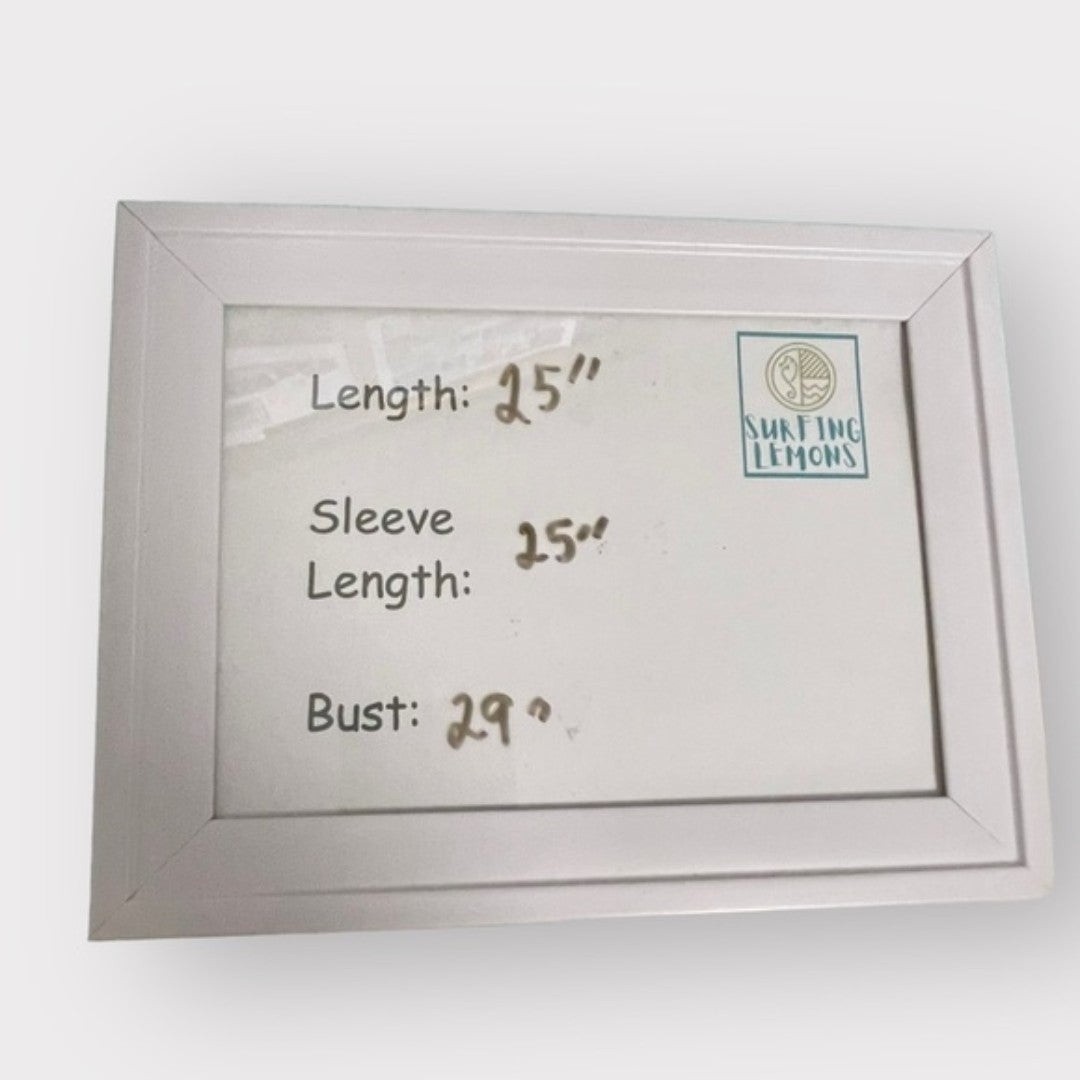 Length: 25"
SURFING
LEMONS
Sleeve
Length: 25"
Bust: 29"